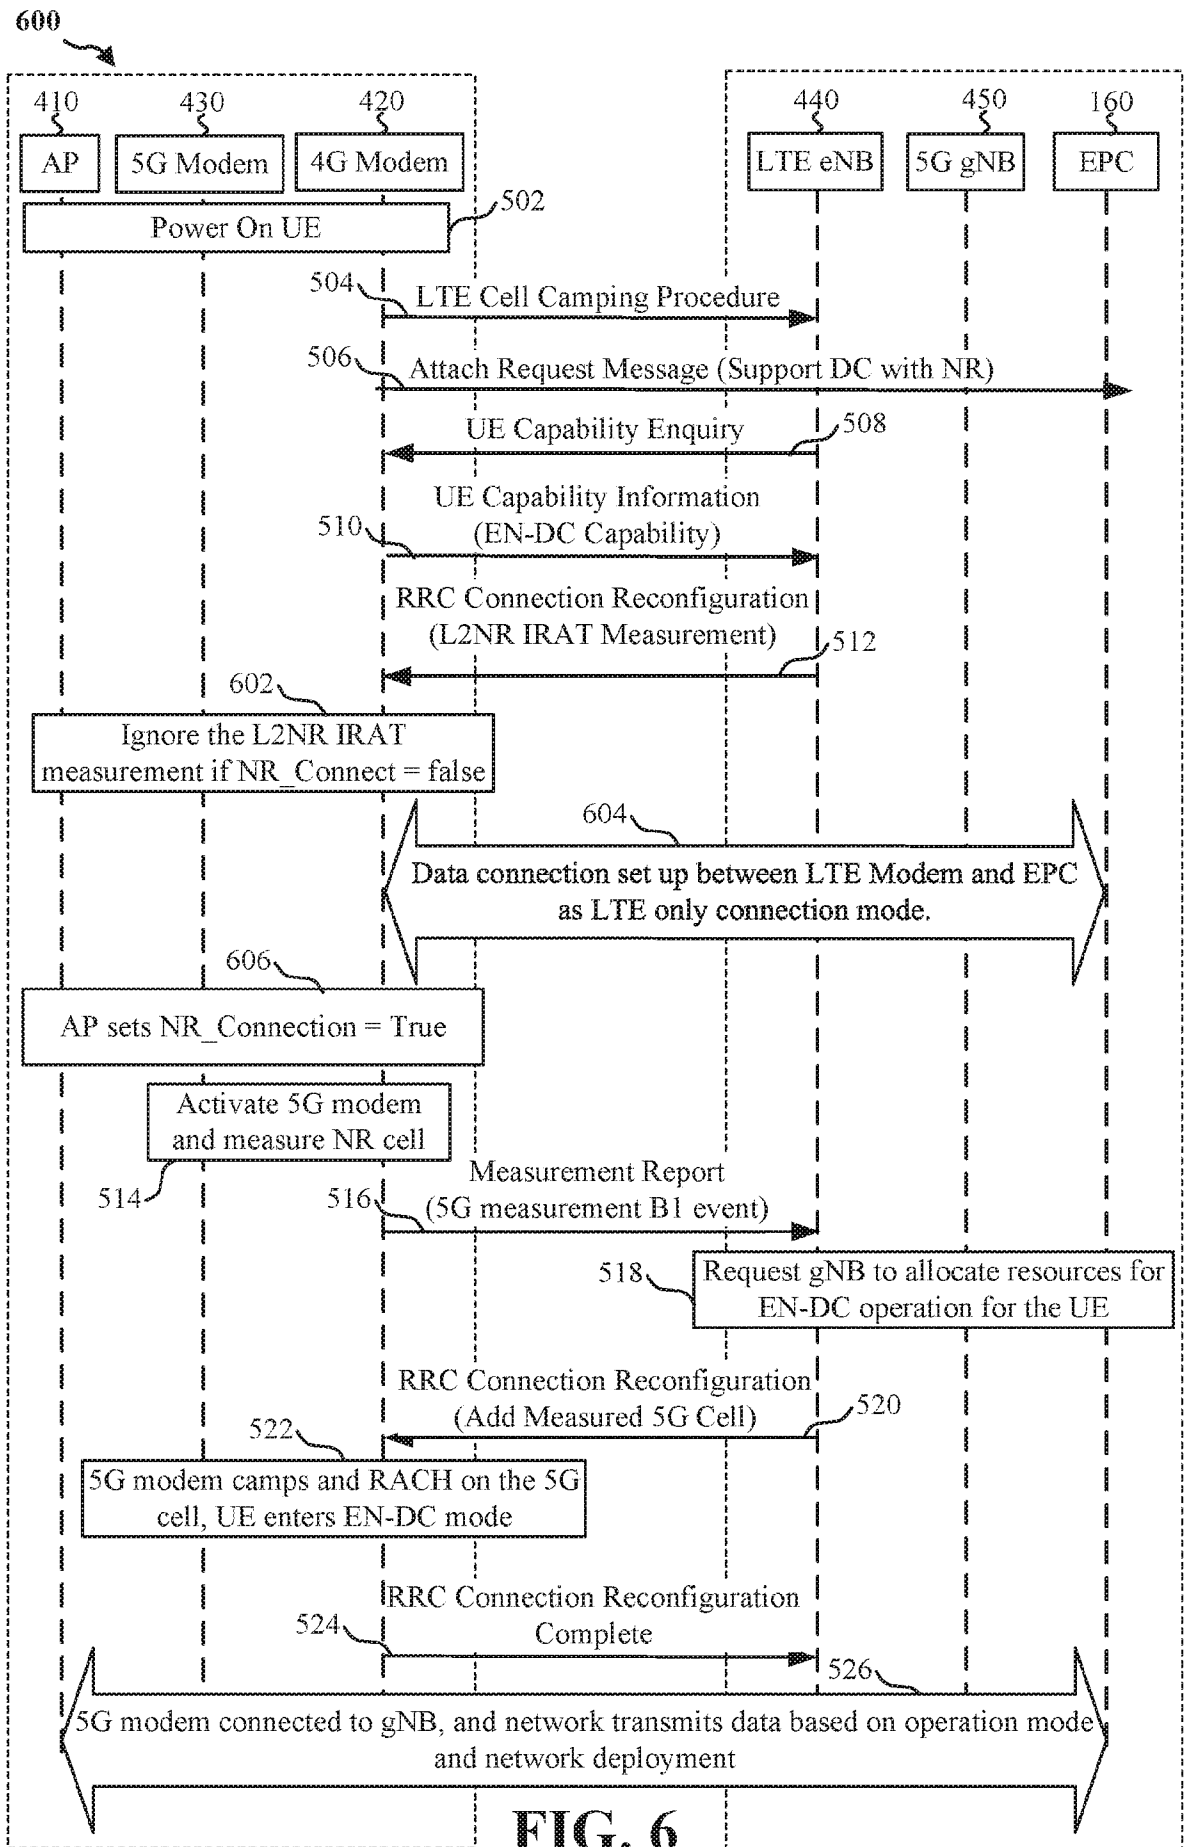 600
410
430
420
440
450
160
AP
5G Modem
4G Modem
LTE eNB
5G gNB
EPC
502
Power On UE
504
LTE Cell Camping Procedure
506
Attach Request Message (Support DC with NR)
UE Capability Enquiry
508
UE Capability Information
510
(EN-DC Capability)
RRC Connection Reconfiguration
(L2NR IRAT Measurement)
512
602
Ignore the L2NR IRAT
measurement if NR_Connect = false
604
Data connection set up between LTE Modem and EPC
as LTE only connection mode.
606
AP sets NR_Connection = True
Activate 5G modem
and measure NR cell
514
Measurement Report
516
(5G measurement B1 event)
518
Request gNB to allocate resources for
EN-DC operation for the UE
RRC Connection Reconfiguration
(Add Measured 5G Cell)
520
522
5G modem camps and RACH on the 5G
cell, UE enters EN-DC mode
RRC Connection Reconfiguration
Complete
524
526
5G modem connected to gNB, and network transmits data based on operation mode
and network deployment
FIG. 6